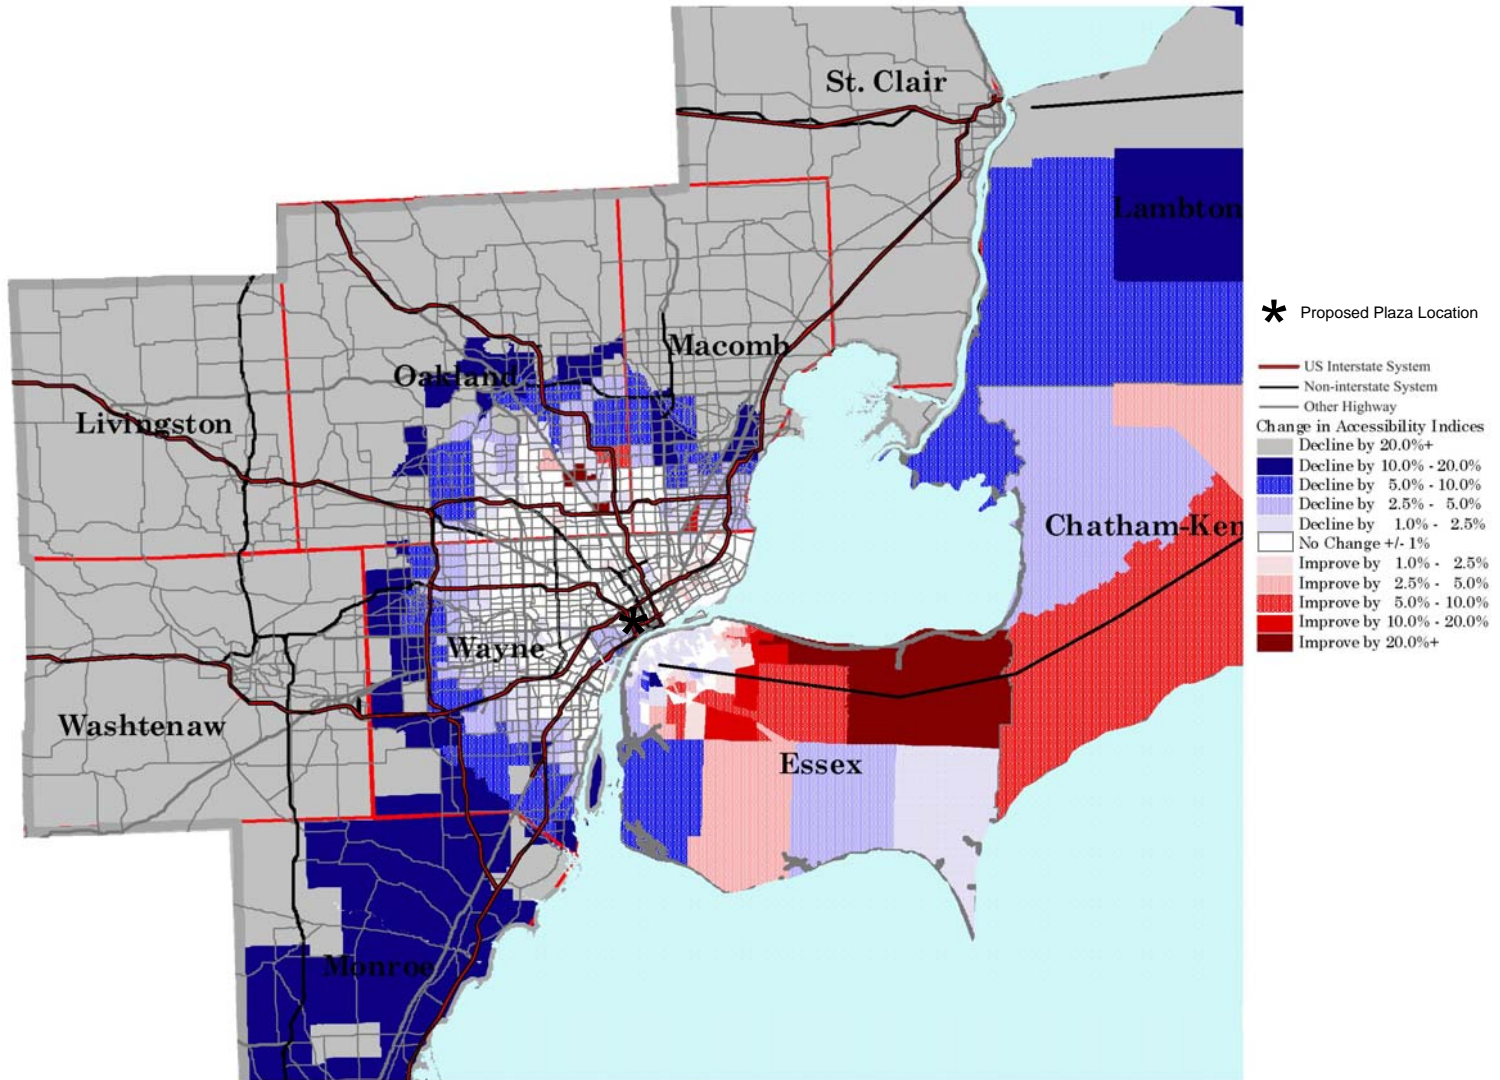 St. Clair
Lambton
Proposed Plaza Location
Macomb
Oakland
Livingston
US Interstate System
Non-interstate System
Other Highway
Change in Accessibility Indices
Decline by 20.0%+
Decline by 10.0% - 20.0%
Decline by 5.0% - 10.0%
Decline by 2.5% - 5.0%
Decline by 1.0% - 2.5%
No Change +/- 1%
Improve by 1.0% - 2.5%
Improve by 2.5% - 5.0%
Improve by 5.0% - 10.0%
Improve by 10.0% - 20.0%
Improve by 20.0%+
Chatham-Ken
Wayne
Washtenaw
Essex
Monroe